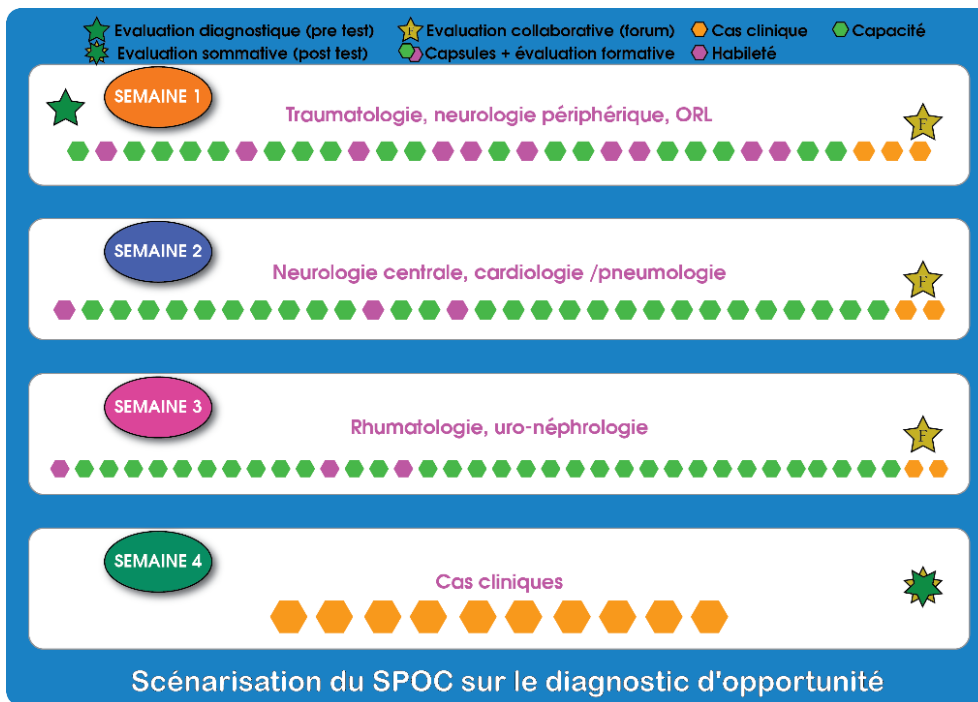 Evaluation diagnostique (pre test) F Evaluation collaborative (forum) Cas clinique Capacité
Evaluation sommative (post test) Capsules + évaluation formative Habileté
SEMAINE 1
Traumatologie, neurologie périphérique, ORL
F
SEMAINE 2
Neurologie centrale, cardiologie /pneumologie
F
SEMAINE 3
Rhumatologie, uro-néphrologie
F
SEMAINE 4
Cas cliniques
Scénarisation du SPOC sur le diagnostic d'opportunité